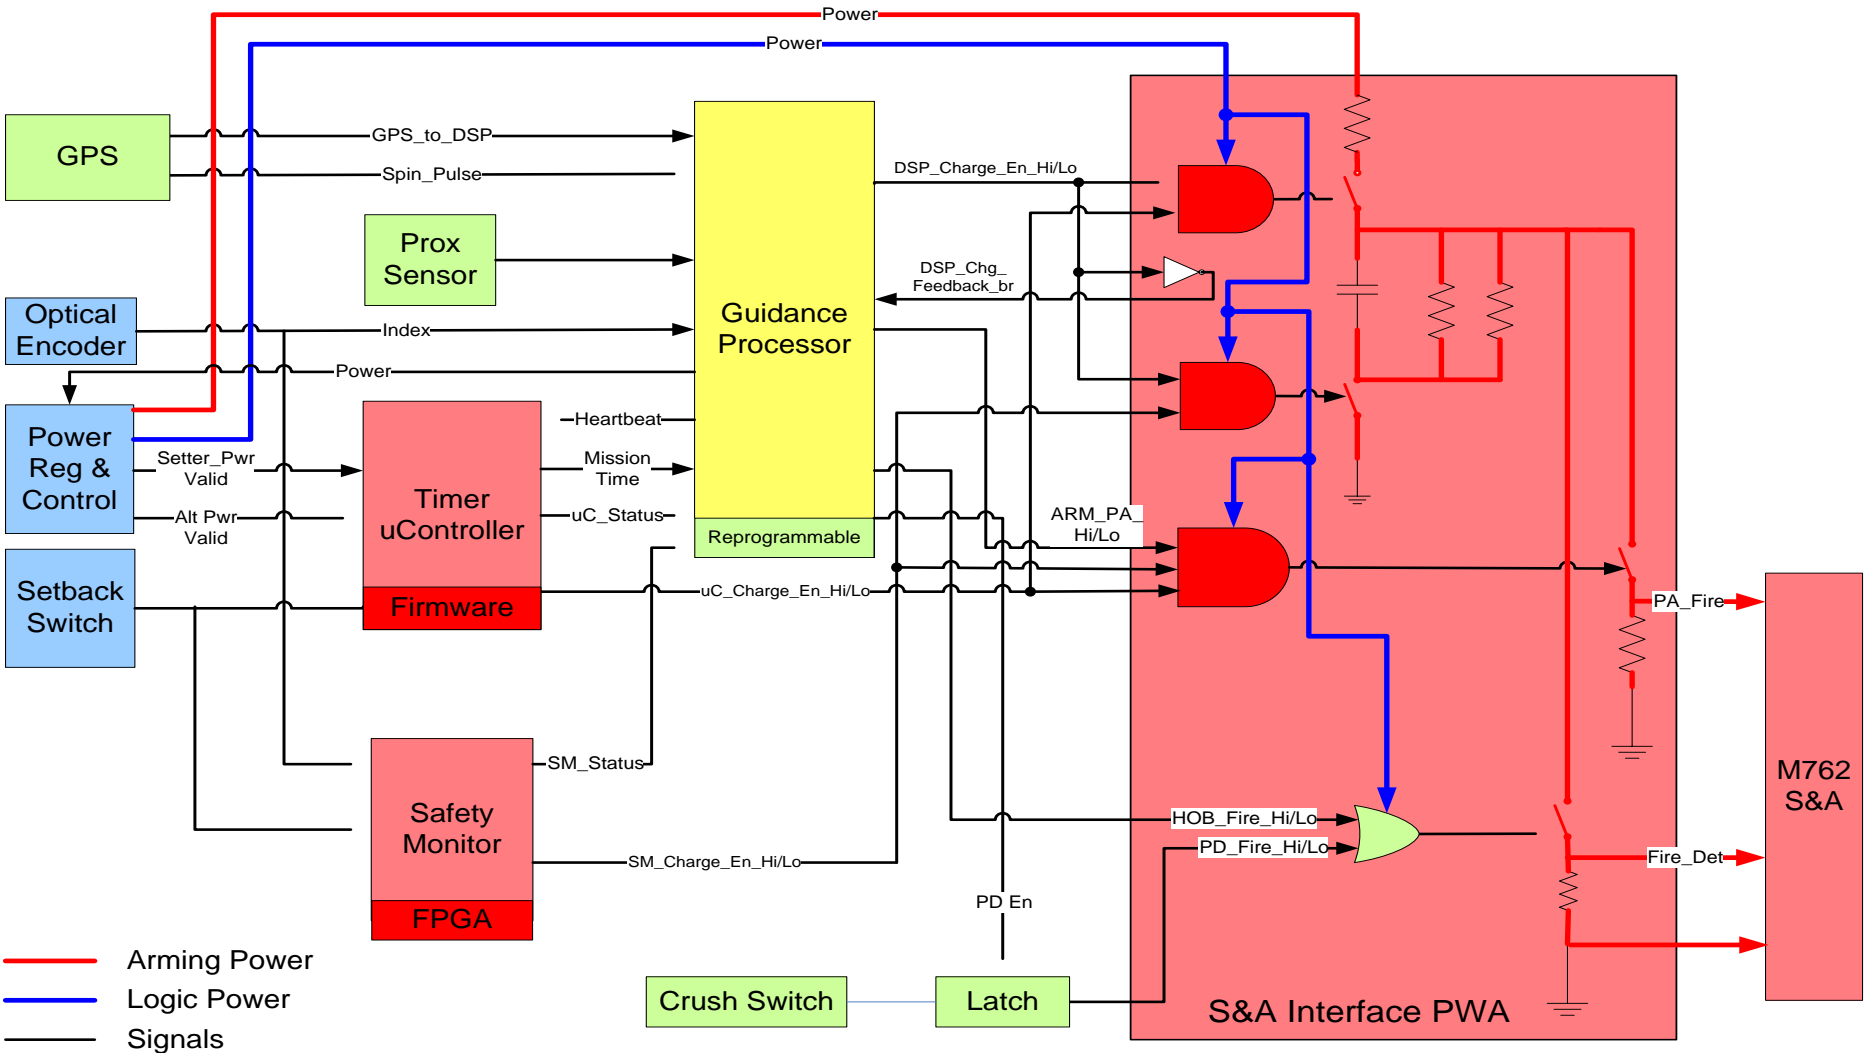 Power
Power
GPS
GPS_to_DSP
Spin_Pulse
Prox
Sensor
Optical
Encoder
Index
Power
Power
Reg &
Control
Setter_Pwr
Valid
Alt Pwr
Valid
Setback
Switch
Timer
uController
Firmware
Heartbeat
Mission
Time
uC_Status
Guidance
Processor
Reprogrammable
DSP_Charge_En_Hi/Lo
DSP_Chg_
Feedback_br
ARM_PA_
Hi/Lo
uC_Charge_En_Hi/Lo
Safety
Monitor
FPGA
SM_Status
SM_Charge_En_Hi/Lo
HOB_Fire_Hi/Lo
PD_Fire_Hi/Lo
PD En
Crush Switch
Latch
S&A Interface PWA
PA_Fire
Fire_Det
M762
S&A
Arming Power
Logic Power
Signals